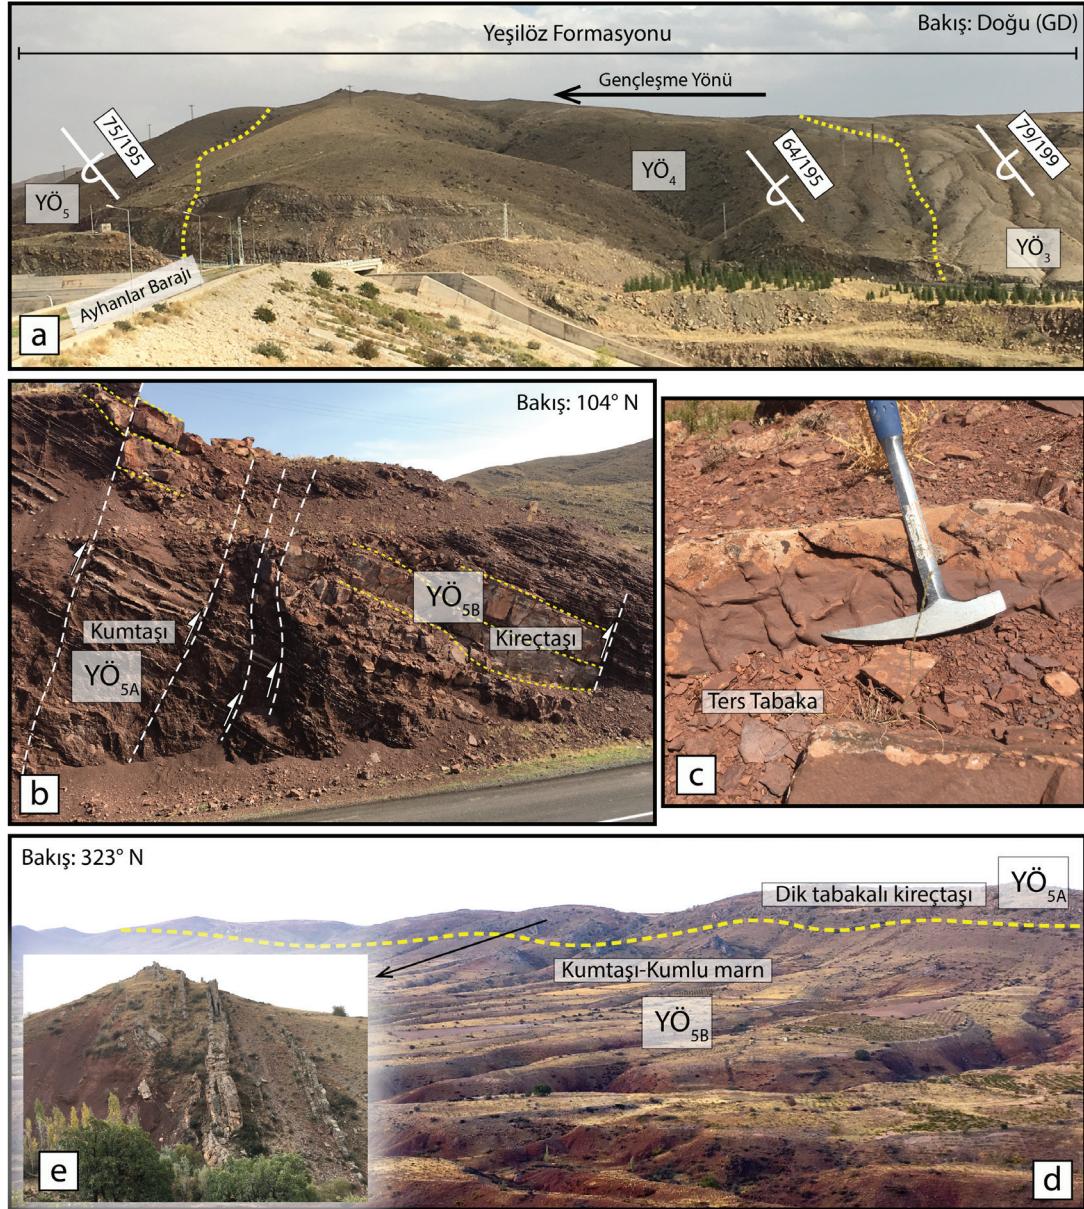 Yeşilöz Formasyonu
Bakış: Doğu (GD)
Gençleşme Yönü
75/195
64/195
79/199
YÖ5
YÖ4
YÖ3
Ayhanlar Barajı
a
Bakış: 104° N
YÖ5B
Kireçtaşı
Kumtaşı
YÖ5A
b
Ters Tabaka
c
Bakış: 323° N
Dik tabakalı kireçtaşı
YÖ5A
Kumtaşı-Kumlu marn
YÖ5B
e
d